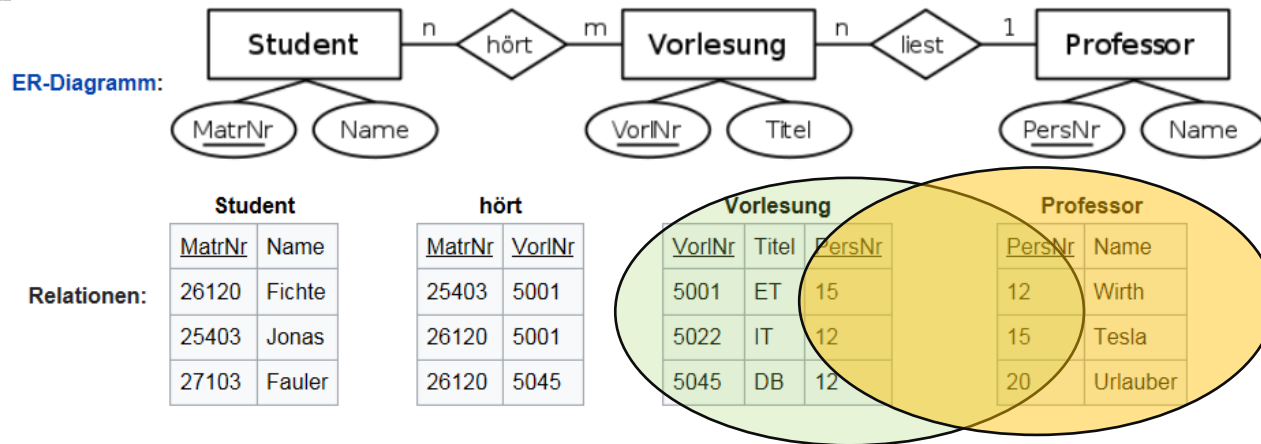 Student n hört m Vorlesung n liest 1 Professor
ER-Diagramm:
MatrNr Name VorlNr Titel PersNr Name
Student hört Vorlesung Professor
MatrNr Name MatrNr VorlNr VorlNr Titel PersNr PersNr Name
Relationen:
26120 Fichte 25403 5001 5001 ET 15 12 Wirth
25403 Jonas 26120 5001 5022 IT 12 15 Tesla
27103 Fauler 26120 5045 5045 DB 12 20 Urlauber